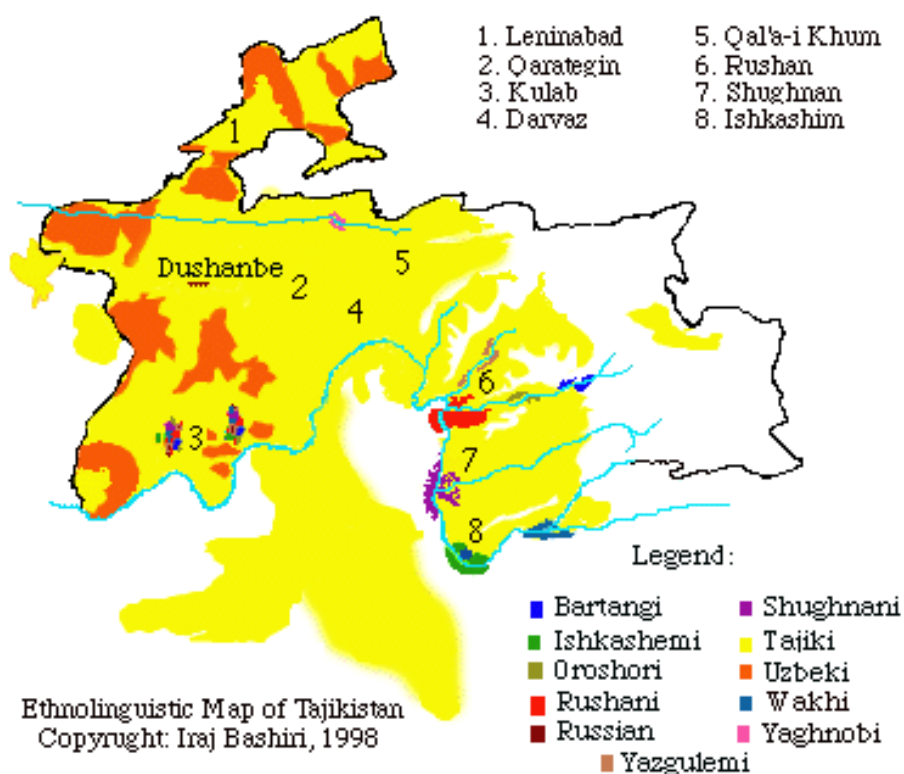 1. Leninabad 5. Qal'a-i Khum
2. Qarategin 6. Rushan
3. Kulab 7. Shughnan
4. Darvaz 8. Ishkashim
1
5
Dushanbe
2
4
6
3
7
8
Legend:
Bartangi Shughnani
Ishkashemi Tajiki
Oroshori Uzbeki
Rushani Wakhi
Russian Yaghnobi
Yazgulemi
Ethnolinguistic Map of Tajikistan
Copyrught: Iraj Bashiri, 1998